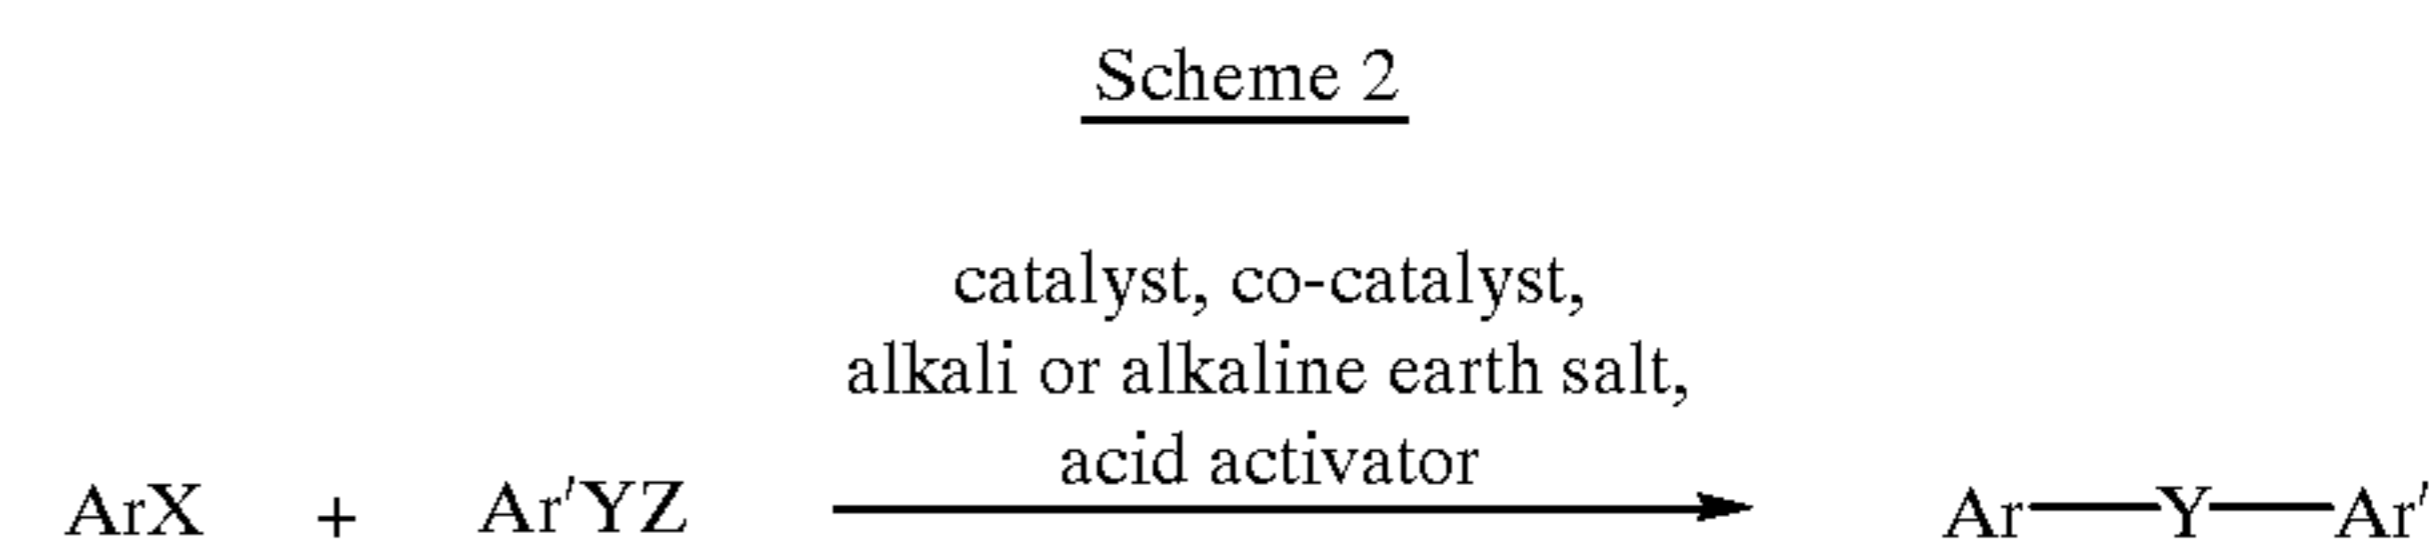 Scheme 2
catalyst, co-catalyst,
alkali or alkaline earth salt,
acid activator
ArX + Ar′YZ Ar—Y—Ar′